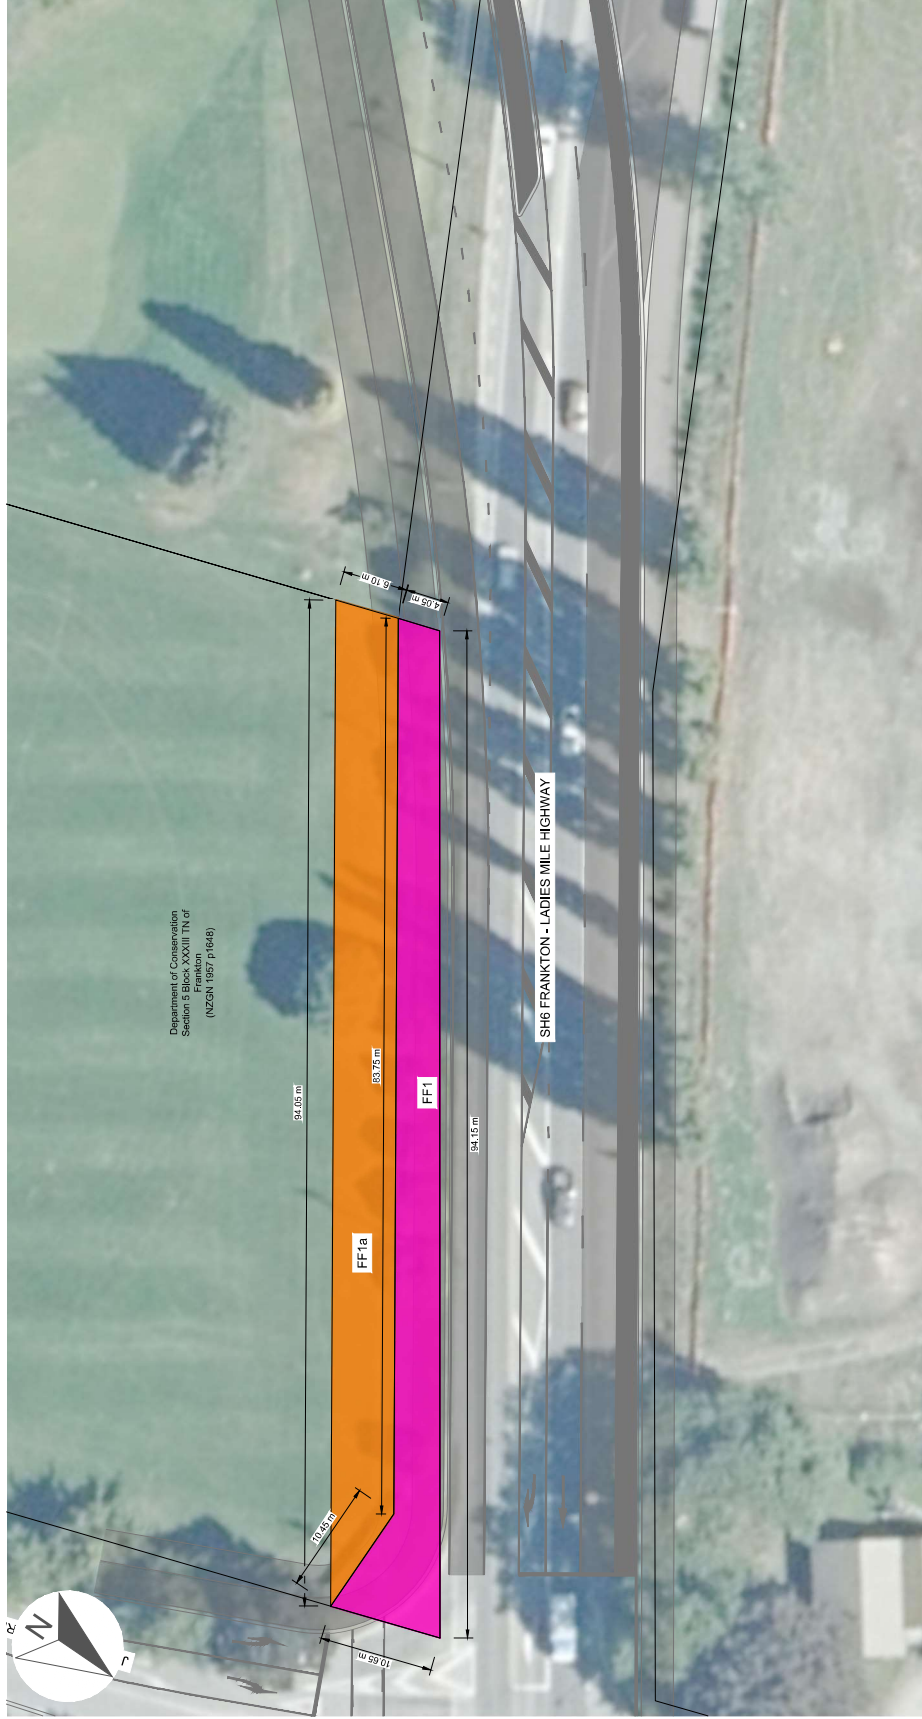 6.10 m
4.05 m
SH6 FRANKTON - LADIES MILE HIGHWAY
Department of Conservation
Section 5 Block XXXIII TN of
Frankton
(NZGN 1957 p1648)
94.05 m
83.75 m
FF1
94.15 m
FF1a
10.45 m
10.65 m
N
R
J